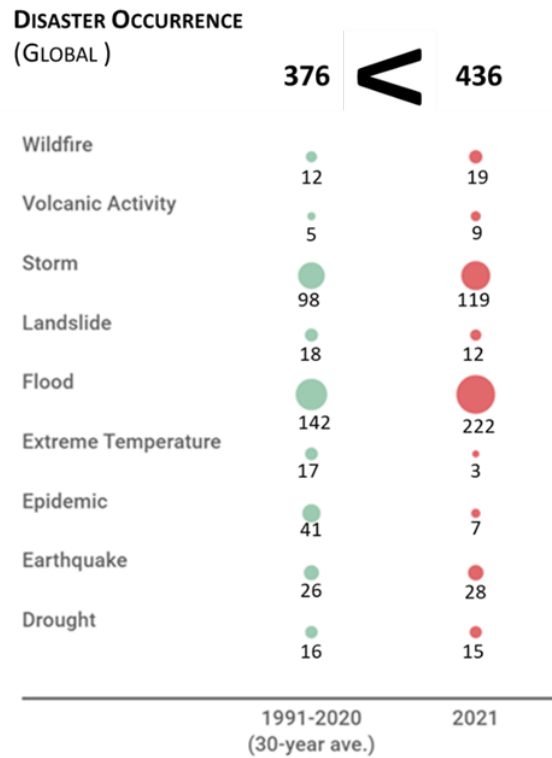 DISASTER OCCURRENCE
(GLOBAL )
376 < 436
Wildfire
12 19
Volcanic Activity
5 9
Storm
98 119
Landslide
18 12
Flood
142 222
Extreme Temperature
17 3
Epidemic
41 7
Earthquake
26 28
Drought
16 15
1991-2020 2021
(30-year ave.)